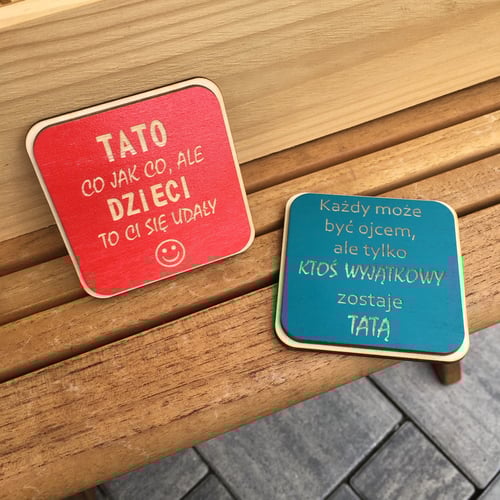 TATO
CO JAK CO, ALE
DZIECI
TO CI SIĘ UDAŁY
Każdy może
być ojcem,
ale tylko
KTOŚ WYJĄTKOWY
zostaje
TATĄ